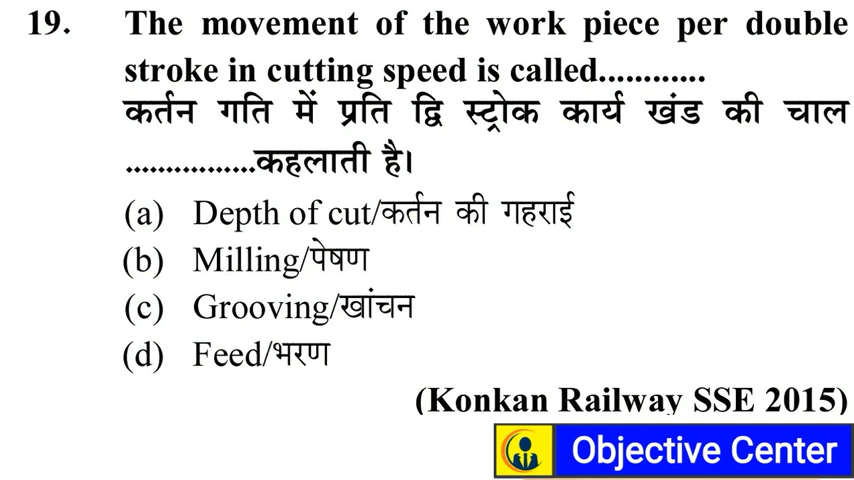 19. The movement of the work piece per double
stroke in cutting speed is called............
कर्तन गति में प्रति द्वि स्ट्रोक कार्य खंड की चाल
................कहलाती है।
(a) Depth of cut/कर्तन की गहराई
(b) Milling/पेषण
(c) Grooving/खांचन
(d) Feed/भरण
(Konkan Railway SSE 2015)
Objective Center